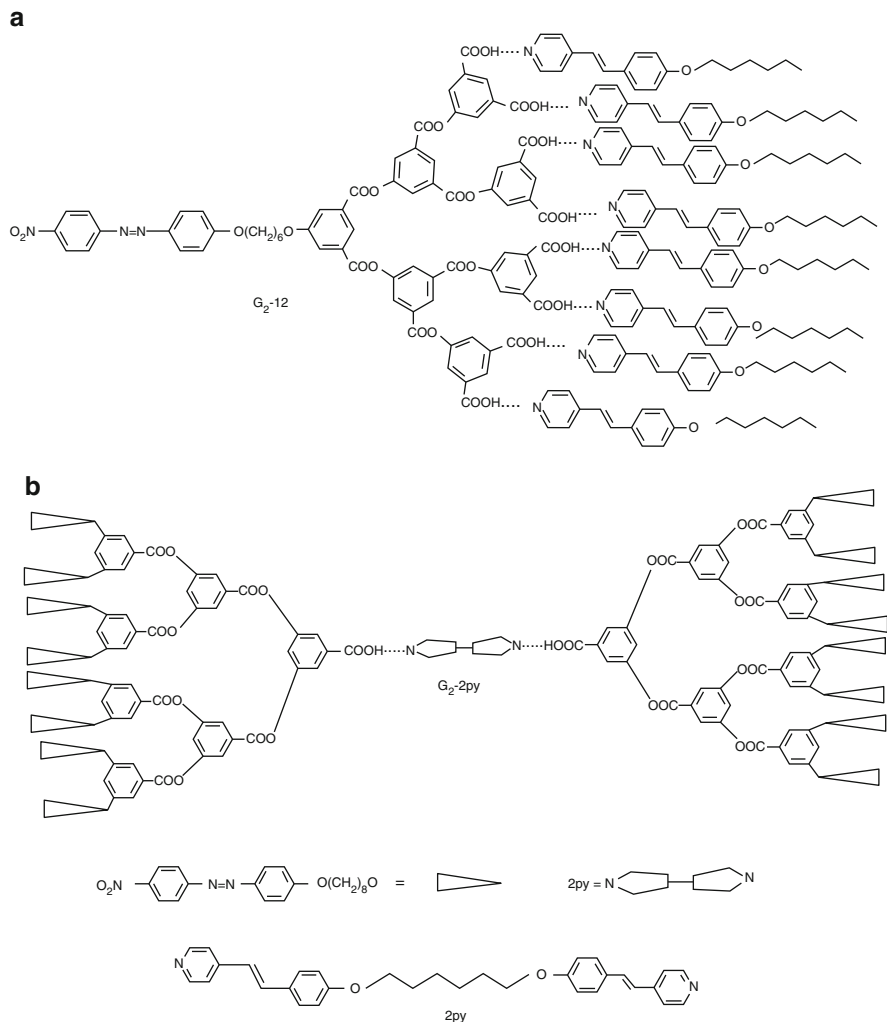 a
COOH N O
COOH N O
COO
COOH N O
COO
COO
COO
COOH N O
O₂N N=N O(CH₂)₆O
COOH N O
COO
COO
COOH N O
G₂-12
COO
COOH N O
COOH N O
b
COO
OOC
COO
COO
OOC
OOC
COO
OOC
COOH N N HOOC
G₂-2py
OOC
COO
COO
OOC
OOC
COO
OOC
O₂N N=N O(CH₂)₈O = 2py = N N
N O O N
2py